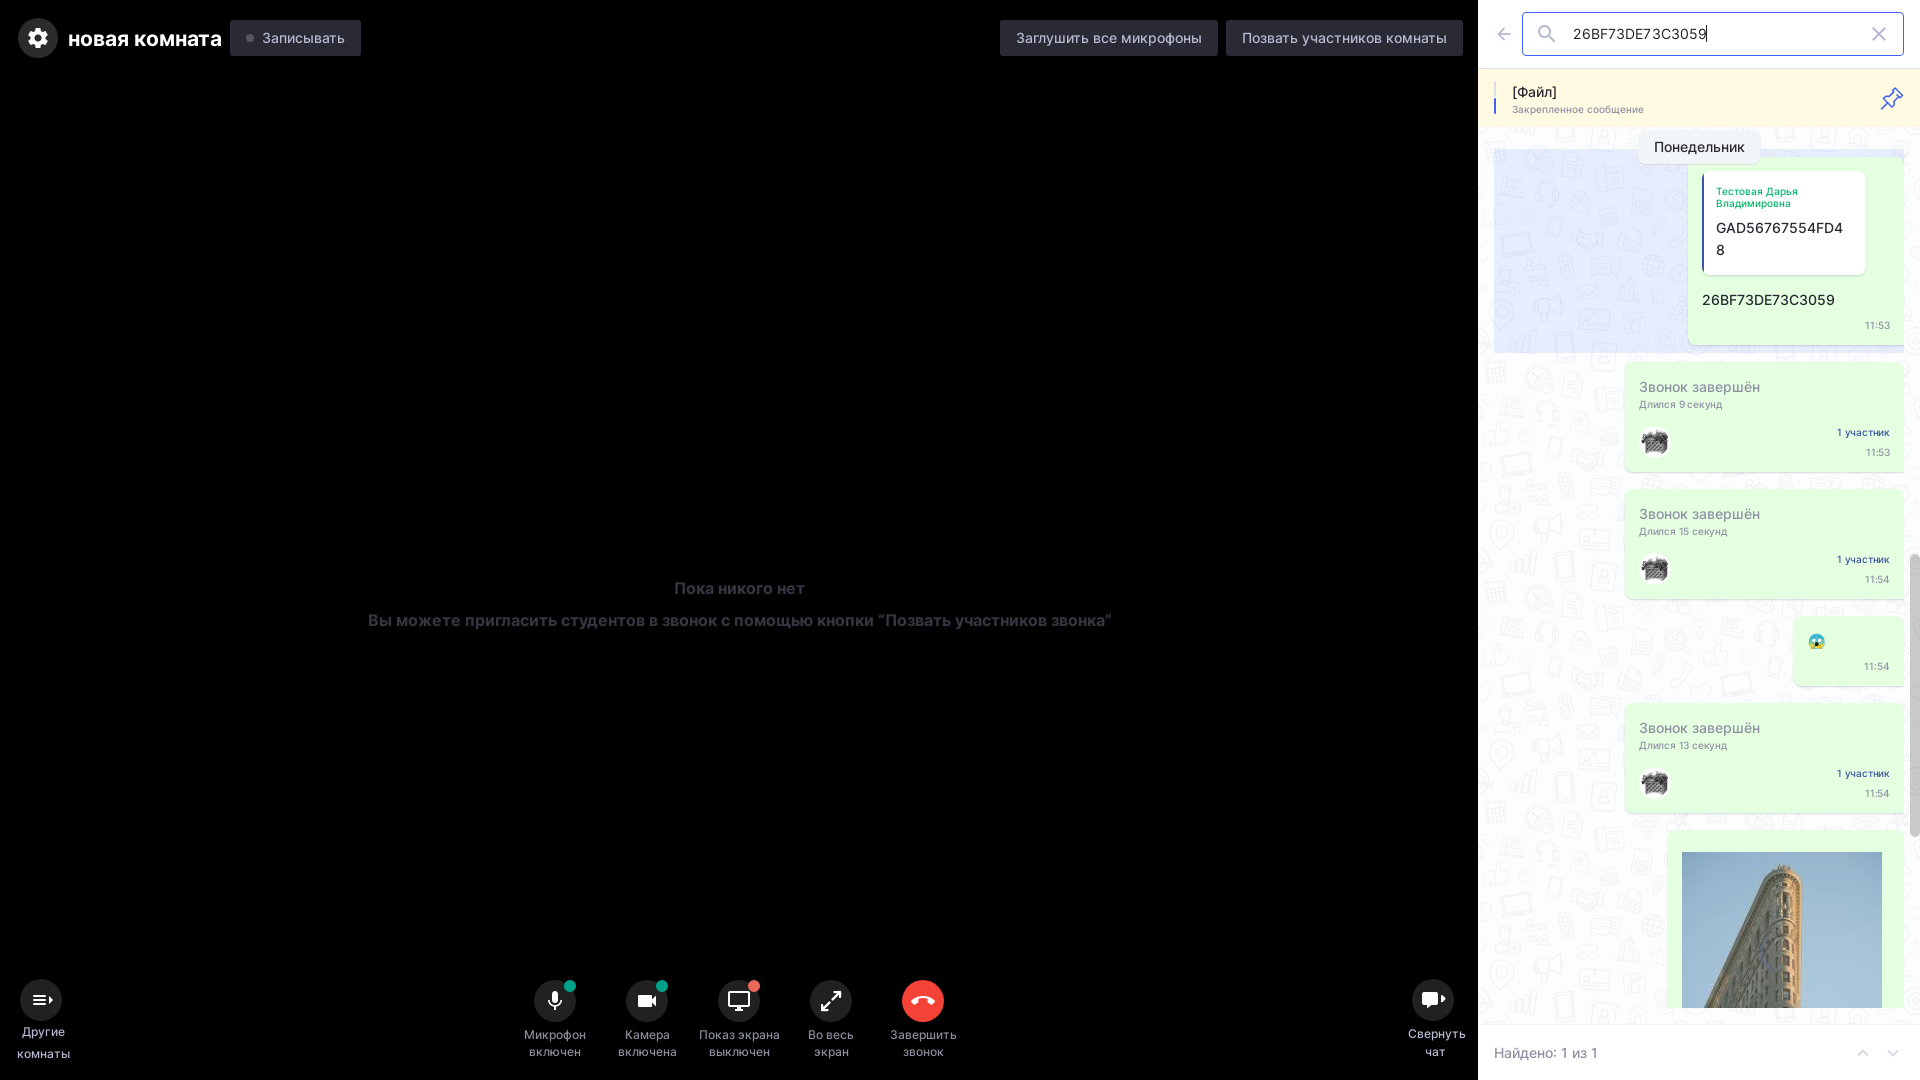 новая комната
Записывать
Заглушить все микрофоны
Позвать участников комнаты
26BF73DE73C3059
[Файл]
Закрепленное сообщение
Понедельник
Тестовая Дарья
Владимировна
GAD56767554FD4
8
26BF73DE73C3059
11:53
Звонок завершён
Длился 9 секунд
1 участник
11:53
Звонок завершён
Длился 15 секунд
1 участник
11:54
11:54
Звонок завершён
Длился 13 секунд
1 участник
11:54
Пока никого нет
Вы можете пригласить студентов в звонок с помощью кнопки “Позвать участников звонка”
Другие
комнаты
Микрофон
включен
Камера
включена
Показ экрана
выключен
Во весь
экран
Завершить
звонок
Свернуть
чат
Найдено: 1 из 1